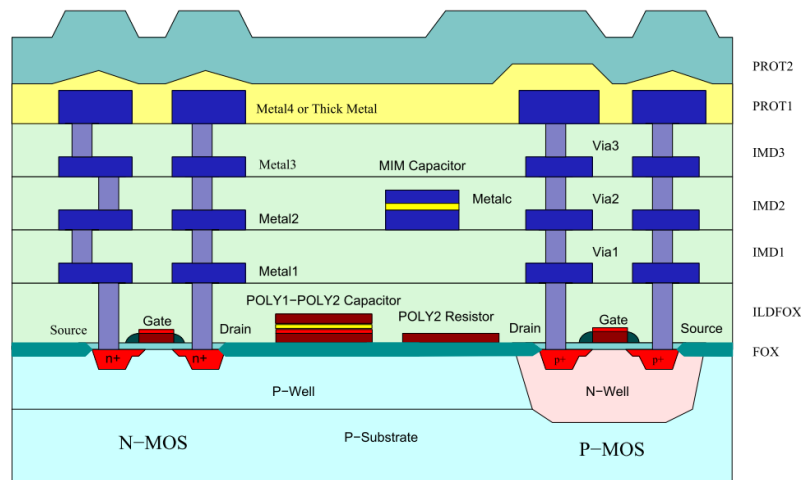 PROT2
Metal4 or Thick Metal
PROT1
Via3
IMD3
Metal3
MIM Capacitor
Metalc
Via2
IMD2
Metal2
Via1
IMD1
Metal1
POLY1−POLY2 Capacitor
ILDFOX
Source
Gate
Drain
POLY2 Resistor
Drain
Gate
Source
FOX
n+
n+
p+
p+
P−Well
N−Well
N−MOS
P−Substrate
P−MOS